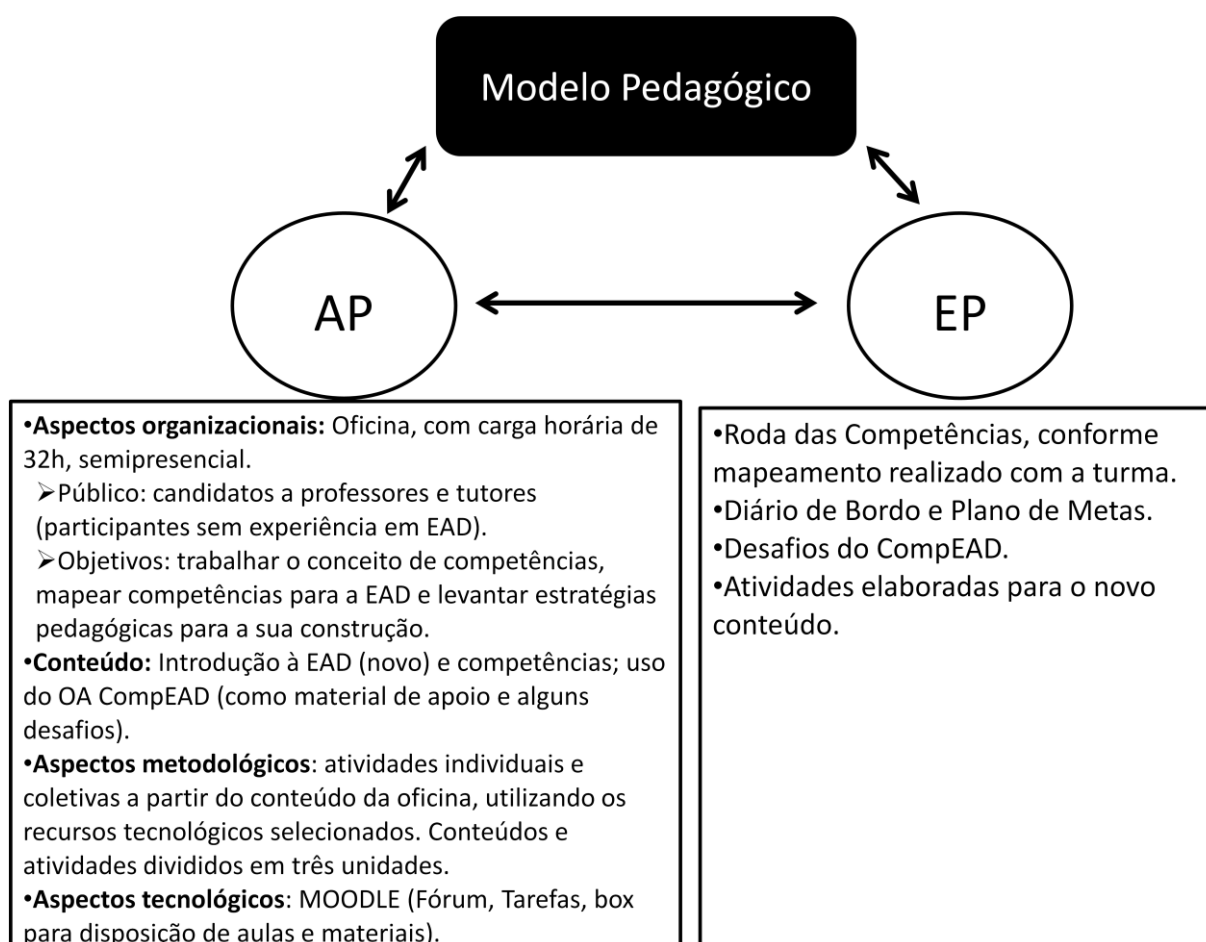 Modelo Pedagógico
AP
EP
•Aspectos organizacionais: Oficina, com carga horária de
32h, semipresencial.
➢Público: candidatos a professores e tutores
(participantes sem experiência em EAD).
➢Objetivos: trabalhar o conceito de competências,
mapear competências para a EAD e levantar estratégias
pedagógicas para a sua construção.
•Conteúdo: Introdução à EAD (novo) e competências; uso
do OA CompEAD (como material de apoio e alguns
desafios).
•Aspectos metodológicos: atividades individuais e
coletivas a partir do conteúdo da oficina, utilizando os
recursos tecnológicos selecionados. Conteúdos e
atividades divididos em três unidades.
•Aspectos tecnológicos: MOODLE (Fórum, Tarefas, box
para disposição de aulas e materiais).
•Roda das Competências, conforme
mapeamento realizado com a turma.
•Diário de Bordo e Plano de Metas.
•Desafios do CompEAD.
•Atividades elaboradas para o novo
conteúdo.